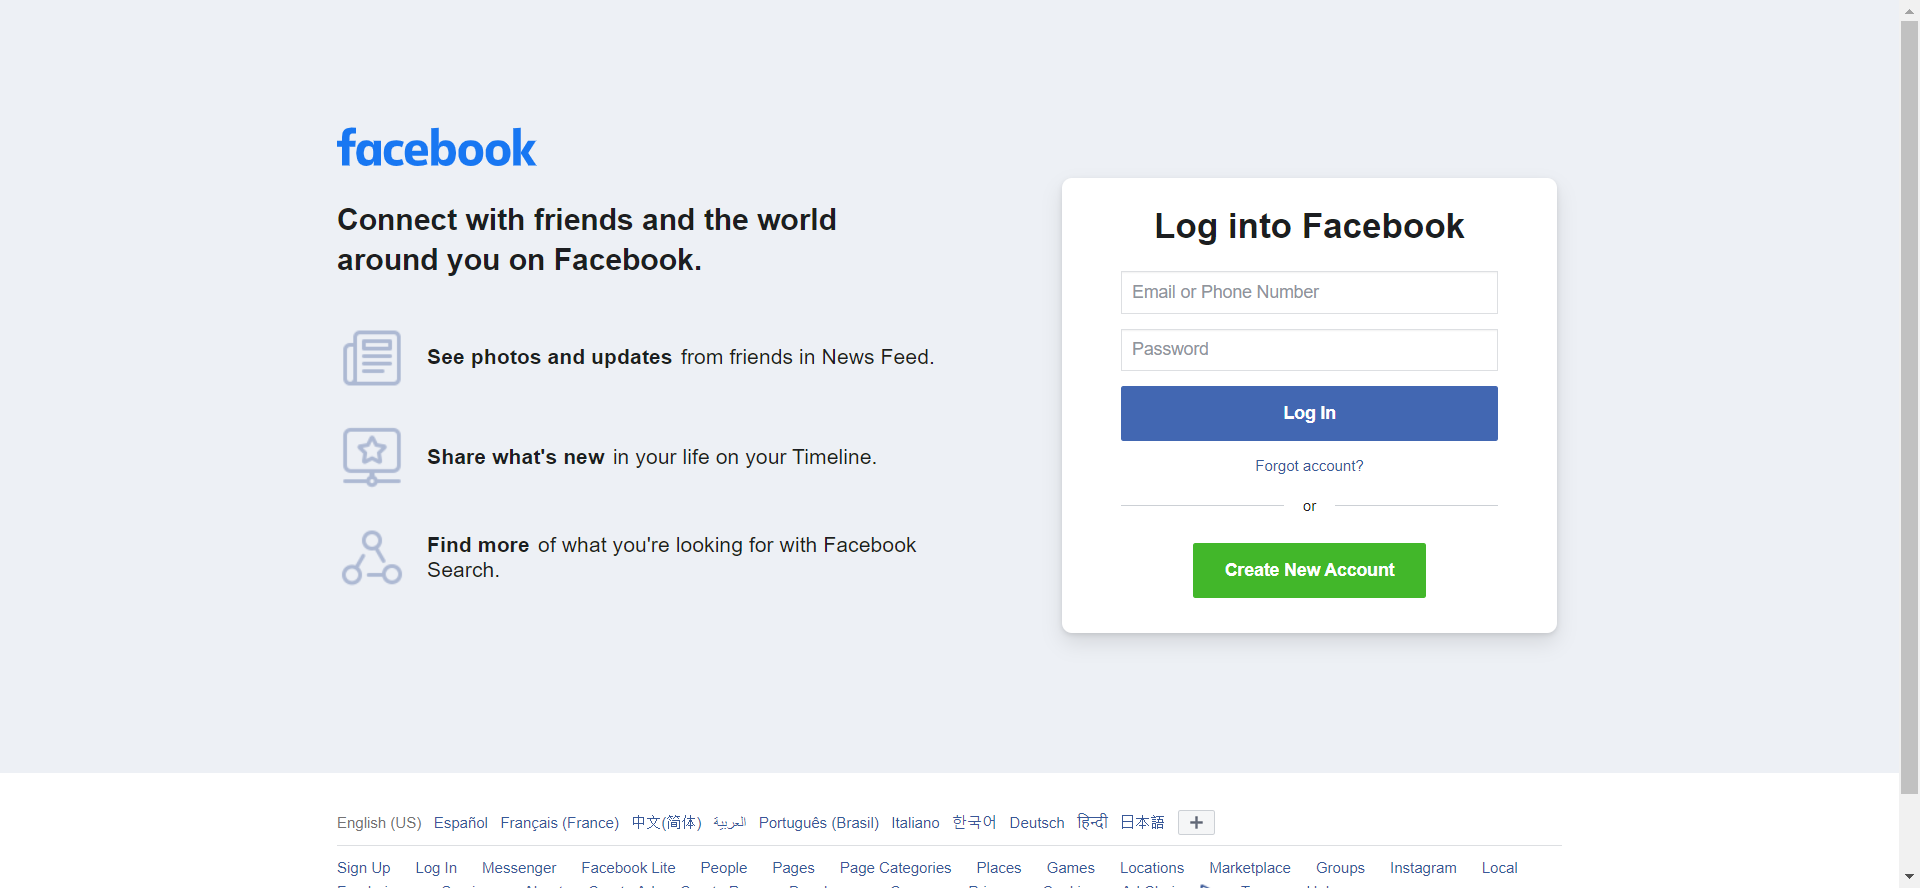 facebook
Connect with friends and the world
around you on Facebook.
See photos and updates from friends in News Feed.
Share what's new in your life on your Timeline.
Find more of what you're looking for with Facebook
Search.
Log into Facebook
Email or Phone Number
Password
Log In
Forgot account?
or
Create New Account
English (US) Español Français (France) 中文(简体) العربية Português (Brasil) Italiano 한국어 Deutsch हिन्दी 日本語 +
Sign Up Log In Messenger Facebook Lite People Pages Page Categories Places Games Locations Marketplace Groups Instagram Local